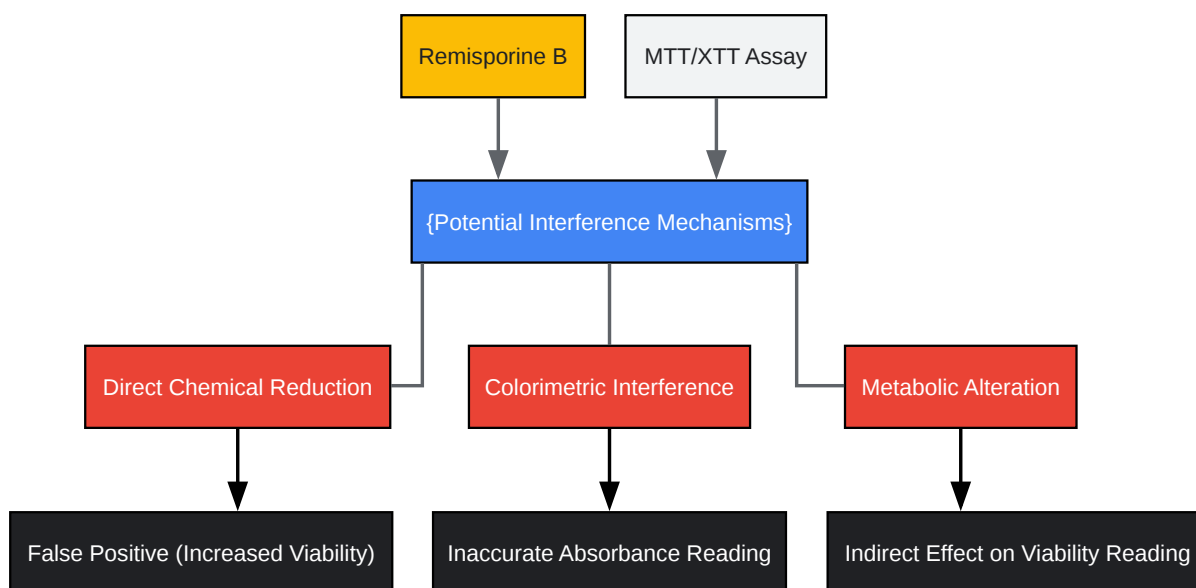 Remisporine B
MTT/XTT Assay
{Potential Interference Mechanisms}
Direct Chemical Reduction
Colorimetric Interference
Metabolic Alteration
False Positive (Increased Viability)
Inaccurate Absorbance Reading
Indirect Effect on Viability Reading